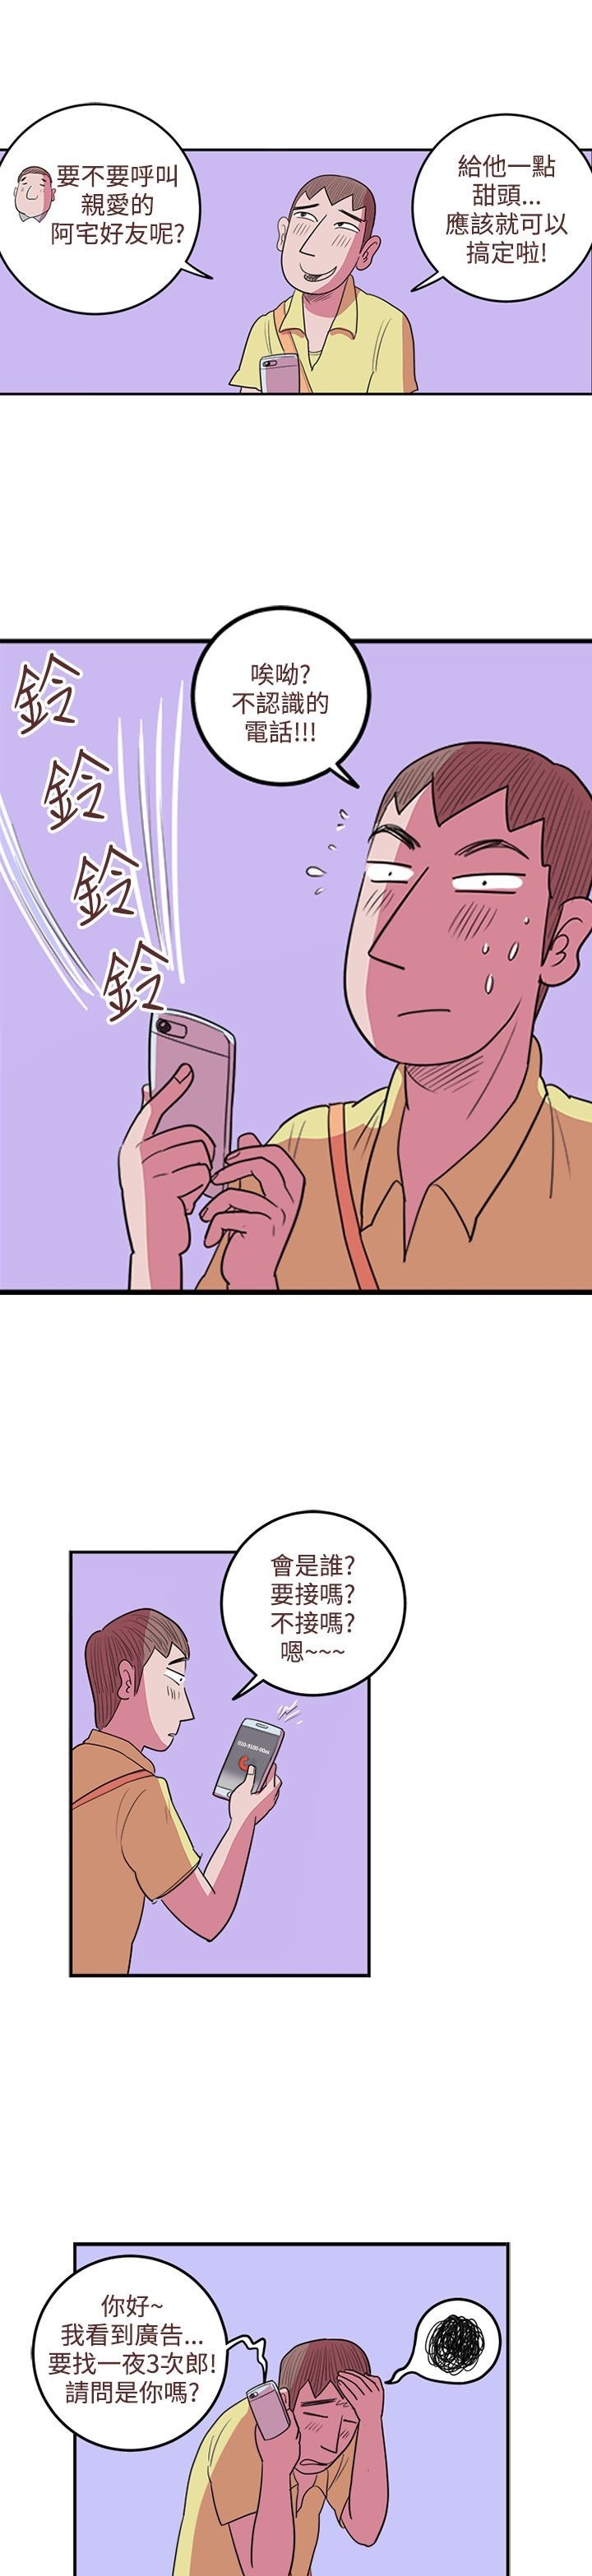 要不要呼叫
親愛的
阿宅好友呢?
給他一點
甜頭...
應該就可以
搞定啦!
唉呦?
不認識的
電話!!!
鈴
鈴
鈴
鈴
會是誰?
要接嗎?
不接嗎?
嗯~~~
010-9100-00xx
你好~
我看到廣告...
要找一夜3次郎!
請問是你嗎?